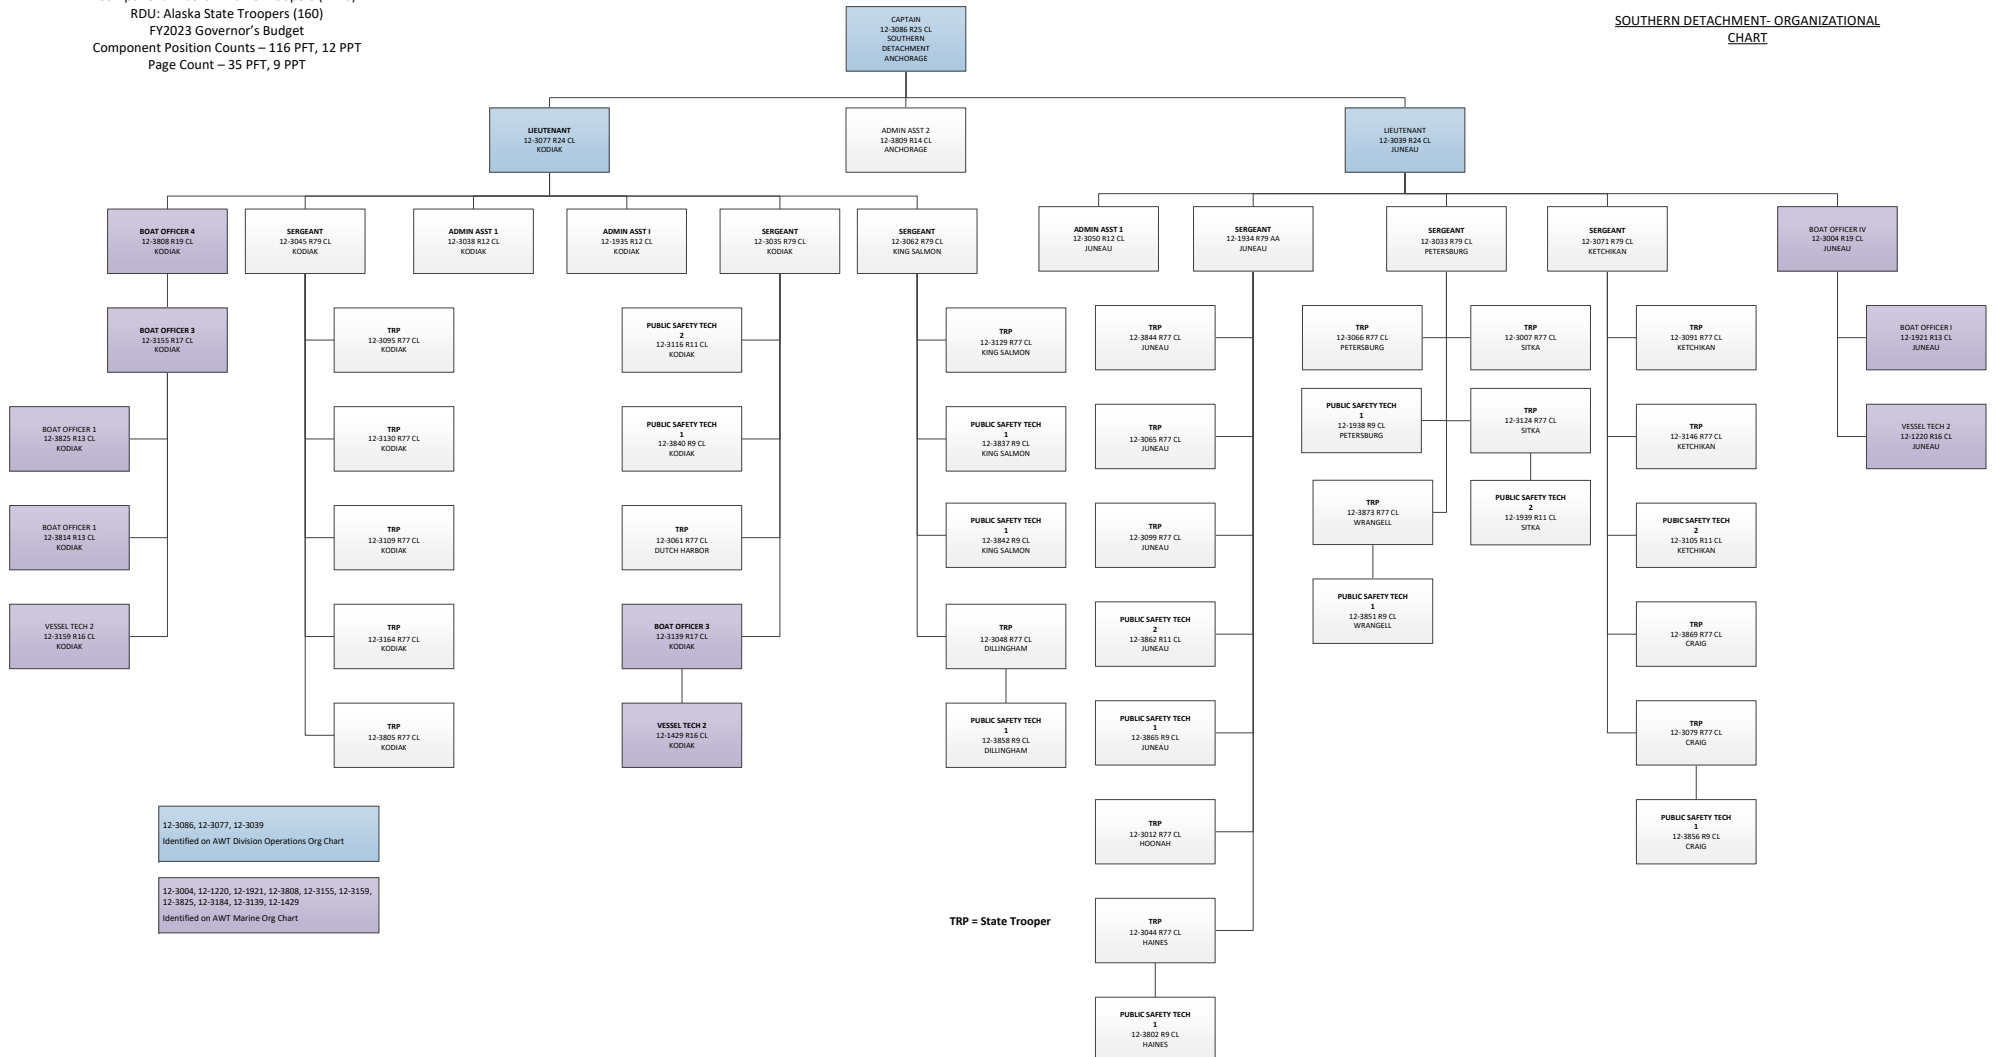 RDU: Alaska State Troopers (160)
FY2023 Governor's Budget
Component Position Counts – 116 PFT, 12 PPT
Page Count – 35 PFT, 9 PPT
SOUTHERN DETACHMENT- ORGANIZATIONAL
CHART
CAPTAIN
12-3086 R25 CL
SOUTHERN
DETACHMENT
ANCHORAGE
LIEUTENANT
12-3077 R24 CL
KODIAK
ADMIN ASST 2
12-3809 R14 CL
ANCHORAGE
LIEUTENANT
12-3039 R24 CL
JUNEAU
BOAT OFFICER 4
12-3808 R19 CL
KODIAK
SERGEANT
12-3045 R79 CL
KODIAK
ADMIN ASST 1
12-3038 R12 CL
KODIAK
ADMIN ASST I
12-1935 R12 CL
KODIAK
SERGEANT
12-3035 R79 CL
KODIAK
SERGEANT
12-3062 R79 CL
KING SALMON
ADMIN ASST 1
12-3050 R12 CL
JUNEAU
SERGEANT
12-1934 R79 AA
JUNEAU
SERGEANT
12-3033 R79 CL
PETERSBURG
SERGEANT
12-3071 R79 CL
KETCHIKAN
BOAT OFFICER IV
12-3004 R19 CL
JUNEAU
BOAT OFFICER 3
12-3155 R17 CL
KODIAK
BOAT OFFICER 1
12-3825 R13 CL
KODIAK
BOAT OFFICER 1
12-3814 R13 CL
KODIAK
VESSEL TECH 2
12-3159 R16 CL
KODIAK
TRP
12-3095 R77 CL
KODIAK
TRP
12-3130 R77 CL
KODIAK
TRP
12-3109 R77 CL
KODIAK
TRP
12-3164 R77 CL
KODIAK
TRP
12-3805 R77 CL
KODIAK
PUBLIC SAFETY TECH
2
12-3116 R11 CL
KODIAK
PUBLIC SAFETY TECH
1
12-3840 R9 CL
KODIAK
TRP
12-3061 R77 CL
DUTCH HARBOR
BOAT OFFICER 3
12-3139 R17 CL
KODIAK
VESSEL TECH 2
12-1429 R16 CL
KODIAK
TRP
12-3129 R77 CL
KING SALMON
PUBLIC SAFETY TECH
1
12-3837 R9 CL
KING SALMON
PUBLIC SAFETY TECH
1
12-3842 R9 CL
KING SALMON
TRP
12-3048 R77 CL
DILLINGHAM
PUBLIC SAFETY TECH
1
12-3858 R9 CL
DILLINGHAM
TRP
12-3844 R77 CL
JUNEAU
TRP
12-3065 R77 CL
JUNEAU
TRP
12-3099 R77 CL
JUNEAU
PUBLIC SAFETY TECH
2
12-3862 R11 CL
JUNEAU
PUBLIC SAFETY TECH
1
12-3865 R9 CL
JUNEAU
TRP
12-3012 R77 CL
HOONAH
TRP
12-3044 R77 CL
HAINES
PUBLIC SAFETY TECH
1
12-3802 R9 CL
HAINES
TRP
12-3066 R77 CL
PETERSBURG
PUBLIC SAFETY TECH
1
12-1938 R9 CL
PETERSBURG
TRP
12-3873 R77 CL
WRANGELL
PUBLIC SAFETY TECH
1
12-3851 R9 CL
WRANGELL
TRP
12-3007 R77 CL
SITKA
TRP
12-3124 R77 CL
SITKA
PUBLIC SAFETY TECH
2
12-1939 R11 CL
SITKA
TRP
12-3091 R77 CL
KETCHIKAN
TRP
12-3146 R77 CL
KETCHIKAN
PUBIC SAFETY TECH
2
12-3105 R11 CL
KETCHIKAN
TRP
12-3869 R77 CL
CRAIG
TRP
12-3079 R77 CL
CRAIG
PUBLIC SAFETY TECH
1
12-3856 R9 CL
CRAIG
BOAT OFFICER I
12-1921 R13 CL
JUNEAU
VESSEL TECH 2
12-1220 R16 CL
JUNEAU
12-3086, 12-3077, 12-3039
Identified on AWT Division Operations Org Chart
12-3004, 12-1220, 12-1921, 12-3808, 12-3155, 12-3159,
12-3825, 12-3184, 12-3139, 12-1429
Identified on AWT Marine Org Chart
TRP = State Trooper